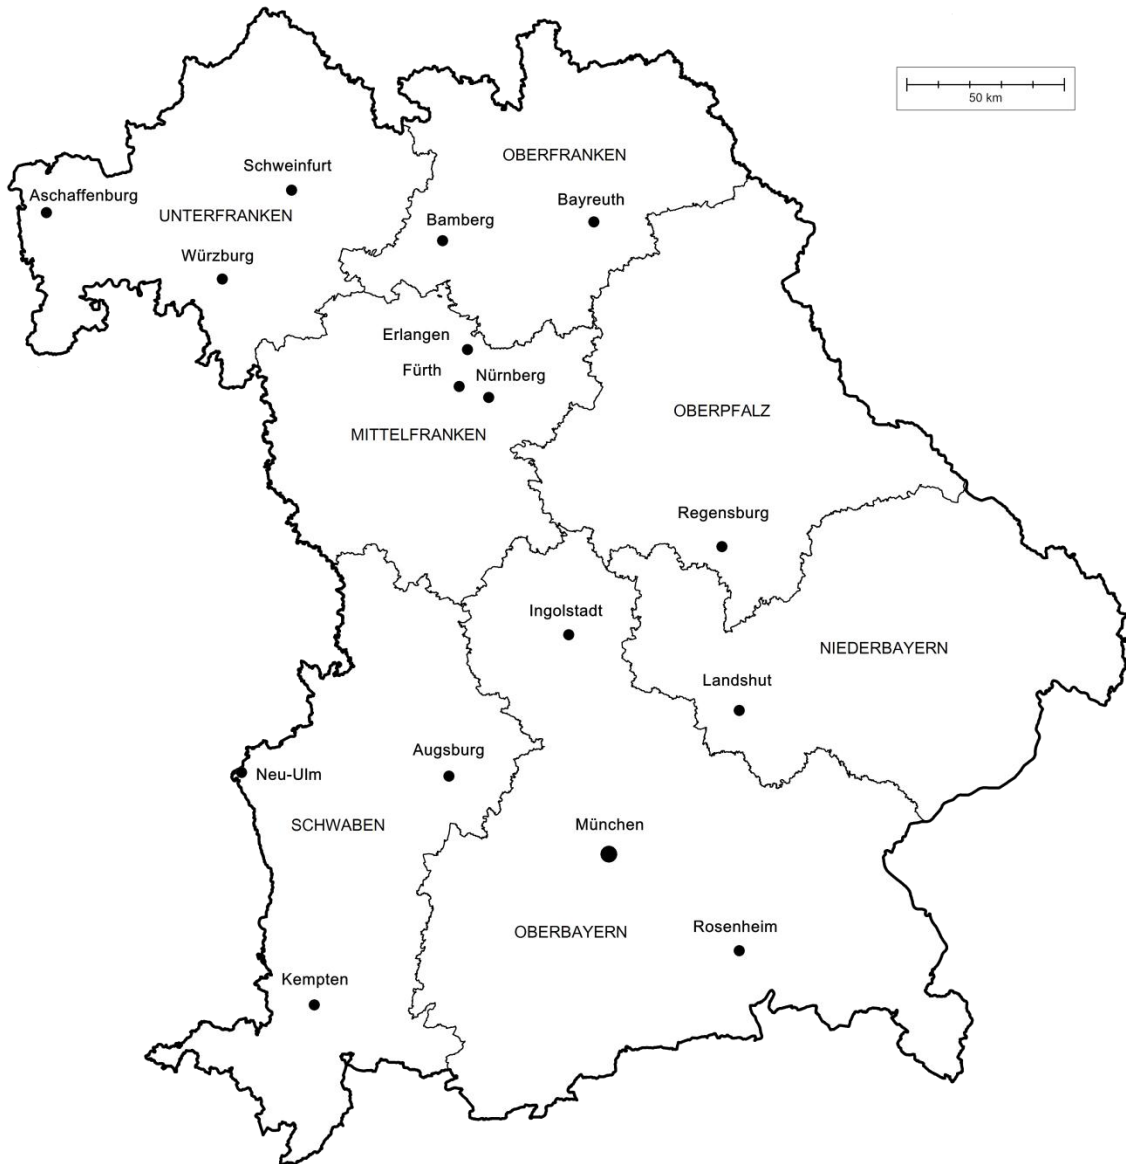 50 km
OBERFRANKEN
Schweinfurt
Aschaffenburg
UNTERFRANKEN
Bayreuth
Bamberg
Würzburg
Erlangen
Fürth
Nürnberg
MITTELFRANKEN
OBERPFALZ
Regensburg
Ingolstadt
NIEDERBAYERN
Landshut
Augsburg
Neu-Ulm
SCHWABEN
München
OBERBAYERN
Rosenheim
Kempten